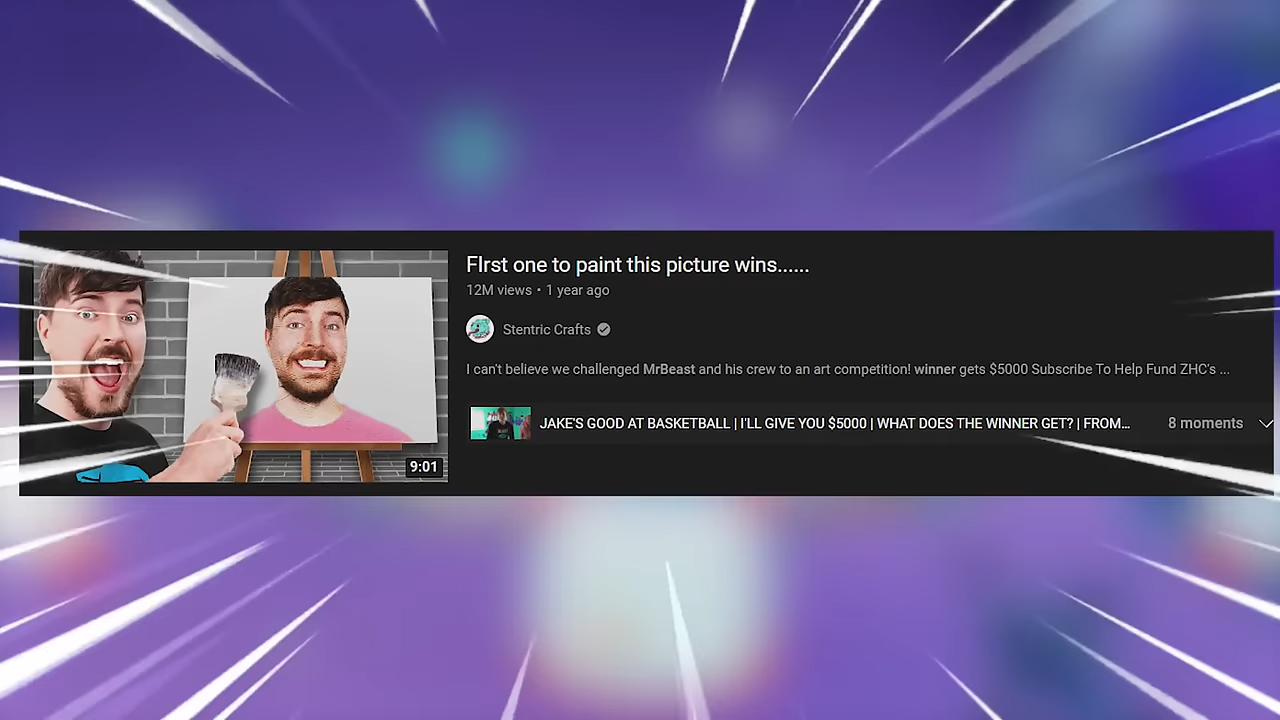 FIrst one to paint this picture wins......
12M views • 1 year ago
Stentric Crafts
I can't believe we challenged MrBeast and his crew to an art competition! winner gets $5000 Subscribe To Help Fund ZHC's ...
JAKE'S GOOD AT BASKETBALL | I'LL GIVE YOU $5000 | WHAT DOES THE WINNER GET? | FROM...
8 moments
9:01